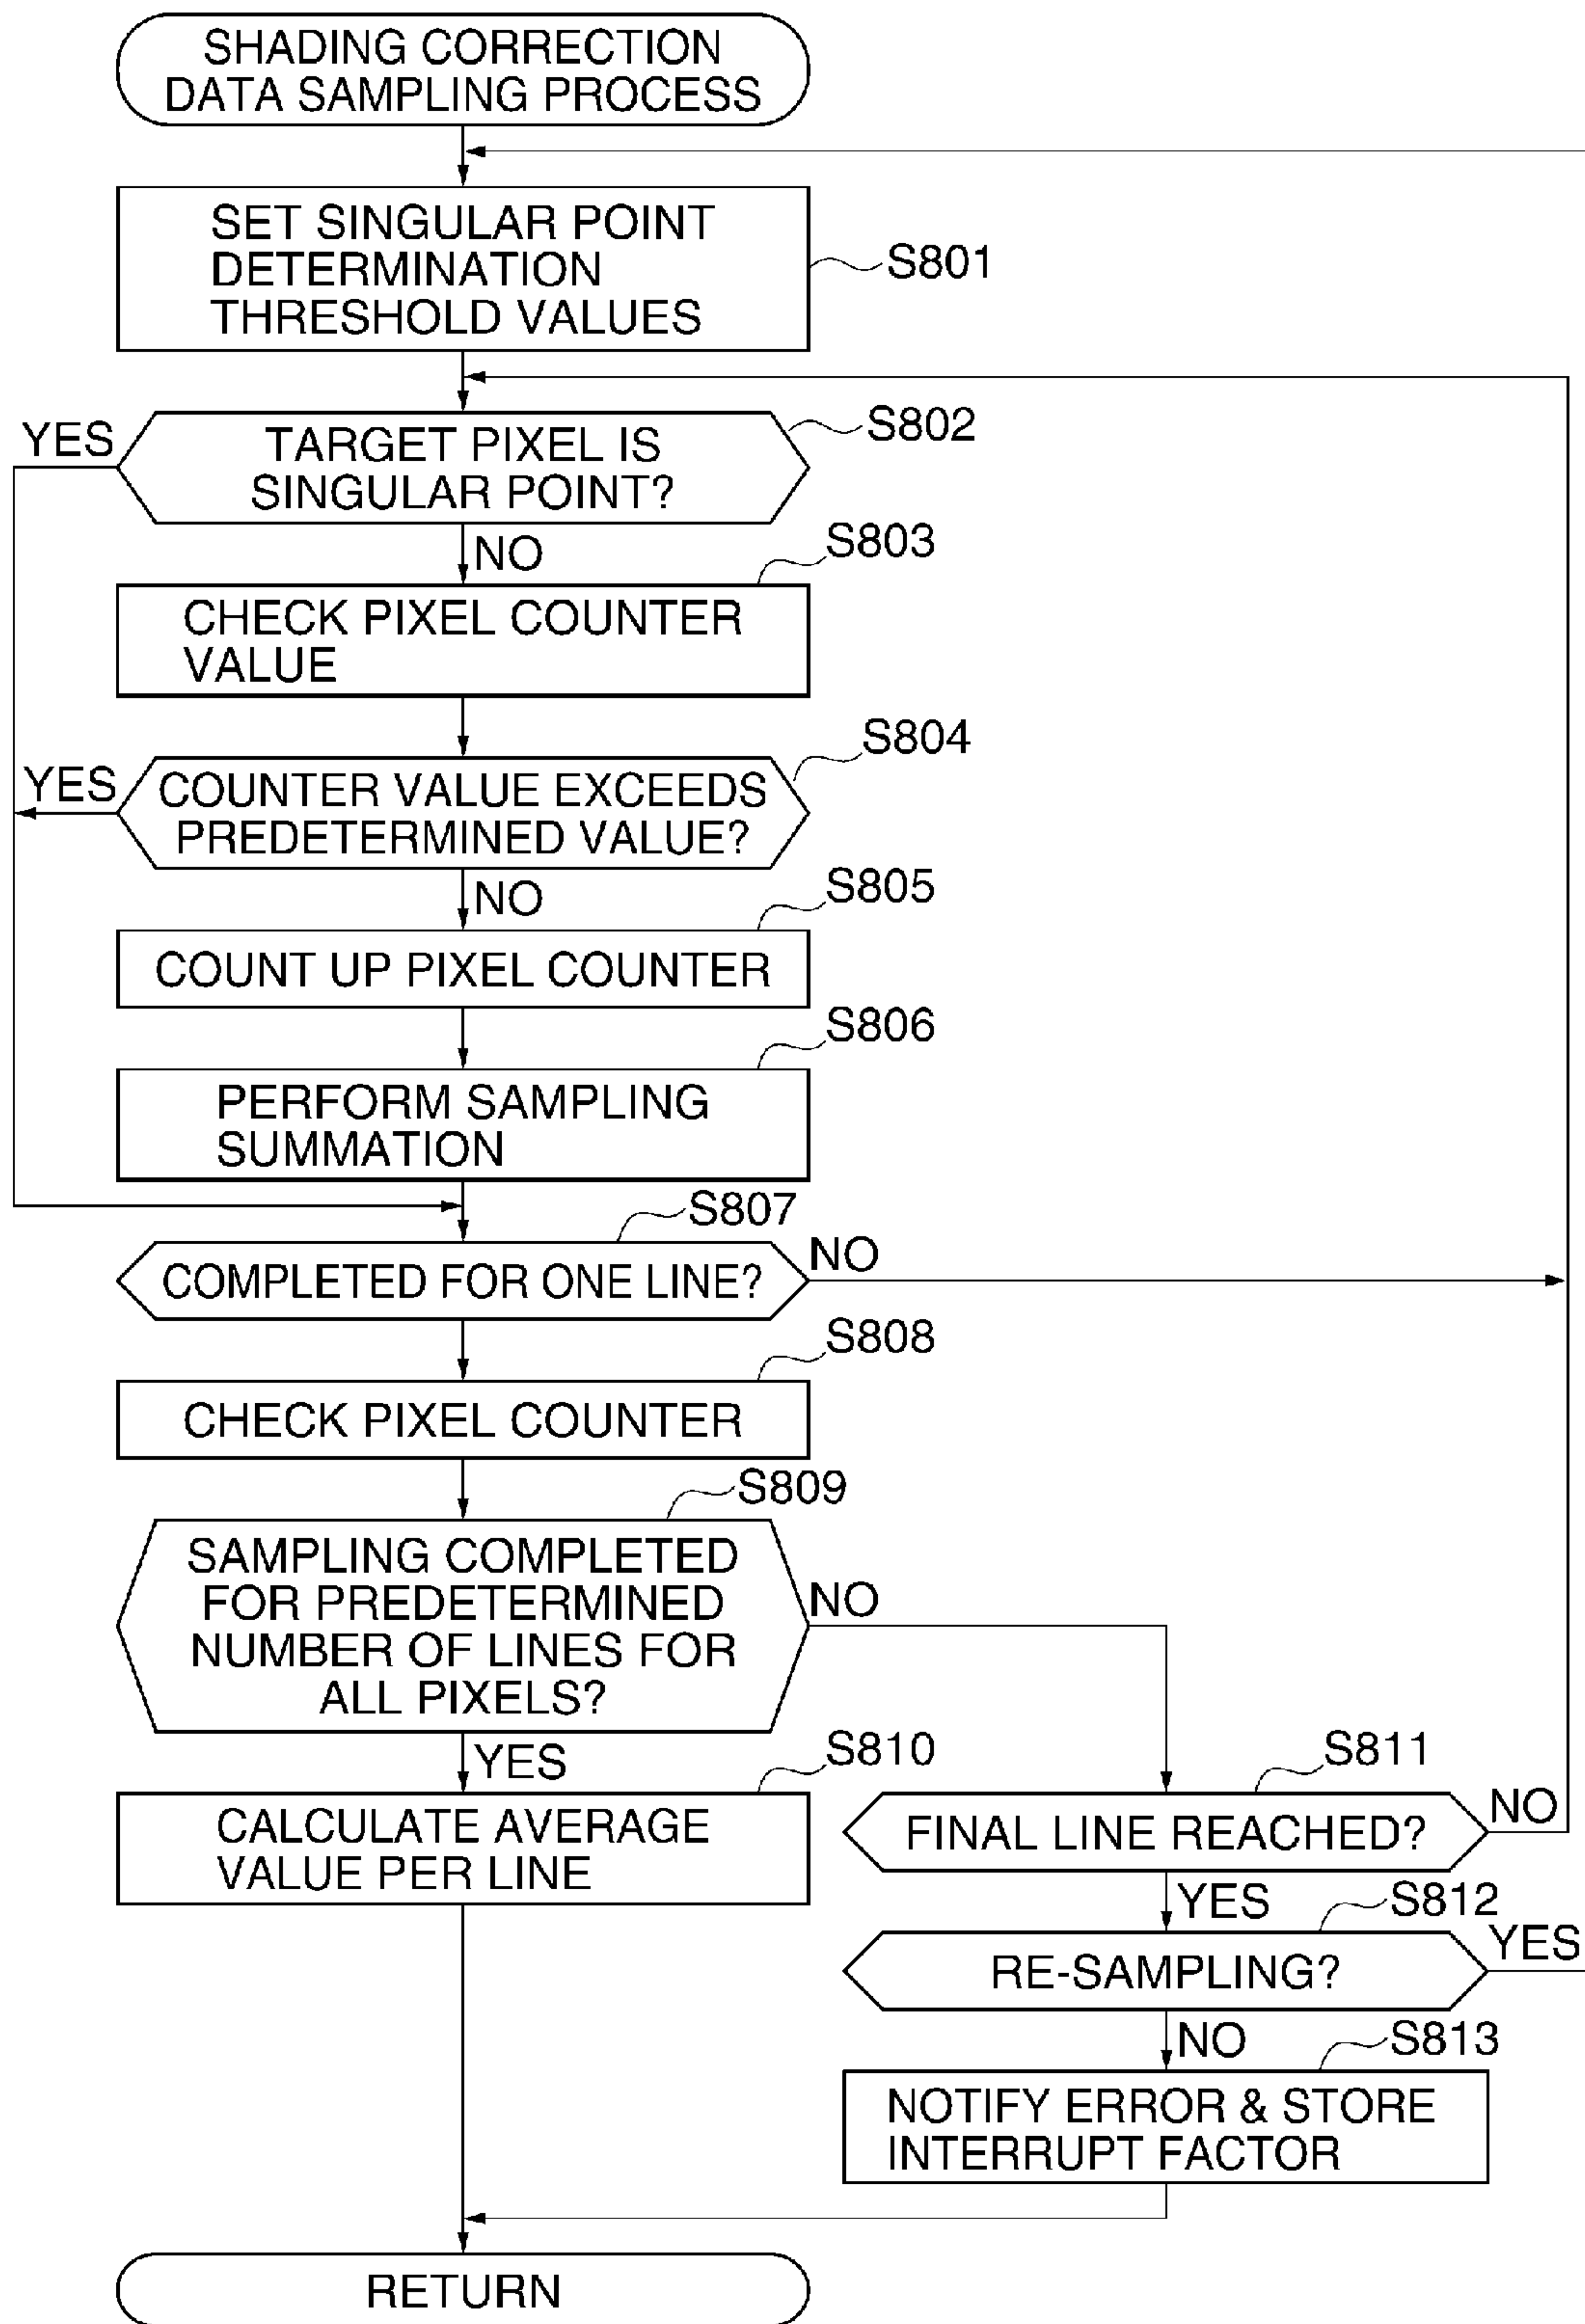 SHADING CORRECTION
DATA SAMPLING PROCESS
SET SINGULAR POINT
DETERMINATION
THRESHOLD VALUES
S801
YES
TARGET PIXEL IS
SINGULAR POINT?
S802
NO
S803
CHECK PIXEL COUNTER
VALUE
S804
YES
COUNTER VALUE EXCEEDS
PREDETERMINED VALUE?
NO
S805
COUNT UP PIXEL COUNTER
S806
PERFORM SAMPLING
SUMMATION
S807
COMPLETED FOR ONE LINE?
NO
S808
CHECK PIXEL COUNTER
S809
SAMPLING COMPLETED
FOR PREDETERMINED
NUMBER OF LINES FOR
ALL PIXELS?
NO
YES
S810
CALCULATE AVERAGE
VALUE PER LINE
S811
FINAL LINE REACHED?
NO
YES
S812
RE-SAMPLING?
YES
NO
S813
NOTIFY ERROR & STORE
INTERRUPT FACTOR
RETURN